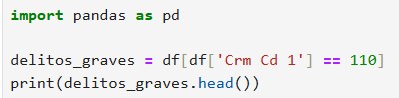 import pandas as pd
delitos_graves = df[df['Crm Cd 1'] == 110]
print(delitos_graves.head())